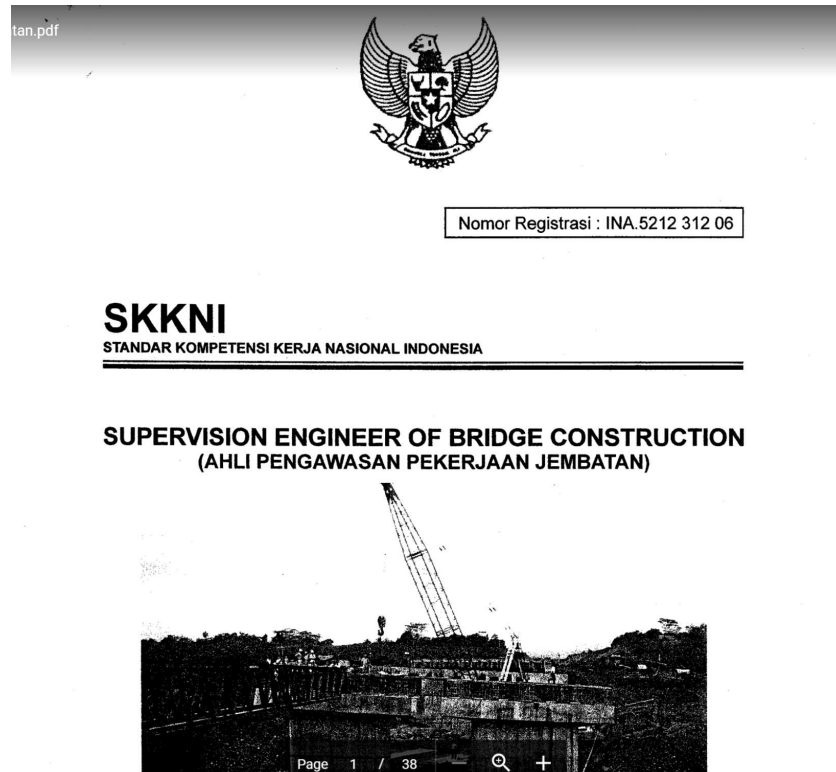 tan.pdf
Nomor Registrasi : INA.5212 312 06
SKKNI
STANDAR KOMPETENSI KERJA NASIONAL INDONESIA
SUPERVISION ENGINEER OF BRIDGE CONSTRUCTION
(AHLI PENGAWASAN PEKERJAAN JEMBATAN)
Page 1 / 38